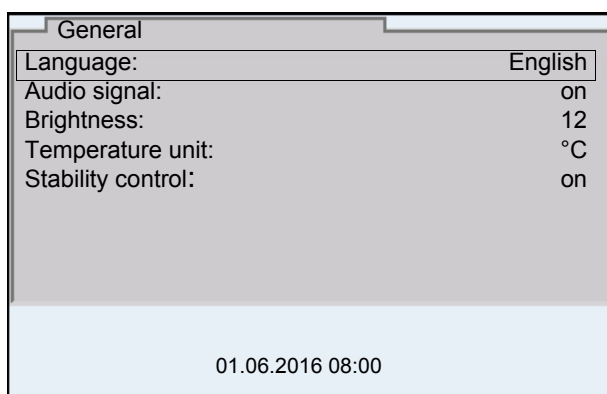 General
Language: English
Audio signal: on
Brightness: 12
Temperature unit: °C
Stability control: on
01.06.2016 08:00